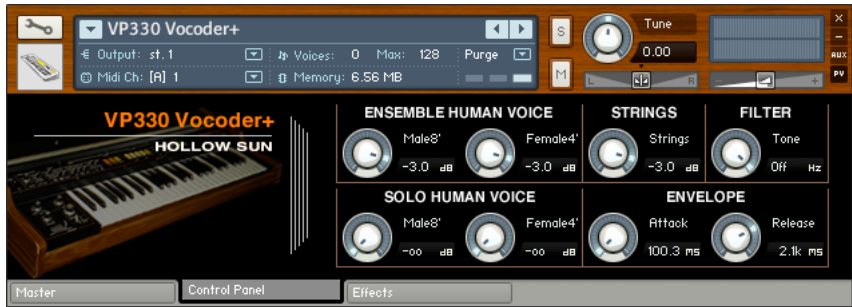 VP330 Vocoder+
Output: st.1 Voices: 0 Max: 128 Purge
Midi Ch: [A] 1 Memory: 6.56 MB
S
M
Tune
0.00
L R
- +
×
-
AUX
PV
VP330 Vocoder+
HOLLOW SUN
ENSEMBLE HUMAN VOICE
Male8' Female4'
-3.0 dB -3.0 dB
STRINGS
Strings
-3.0 dB
FILTER
Tone
Off Hz
SOLO HUMAN VOICE
Male8' Female4'
-oo dB -oo dB
ENVELOPE
Attack Release
100.3 ms 2.1k ms
Master Control Panel Effects